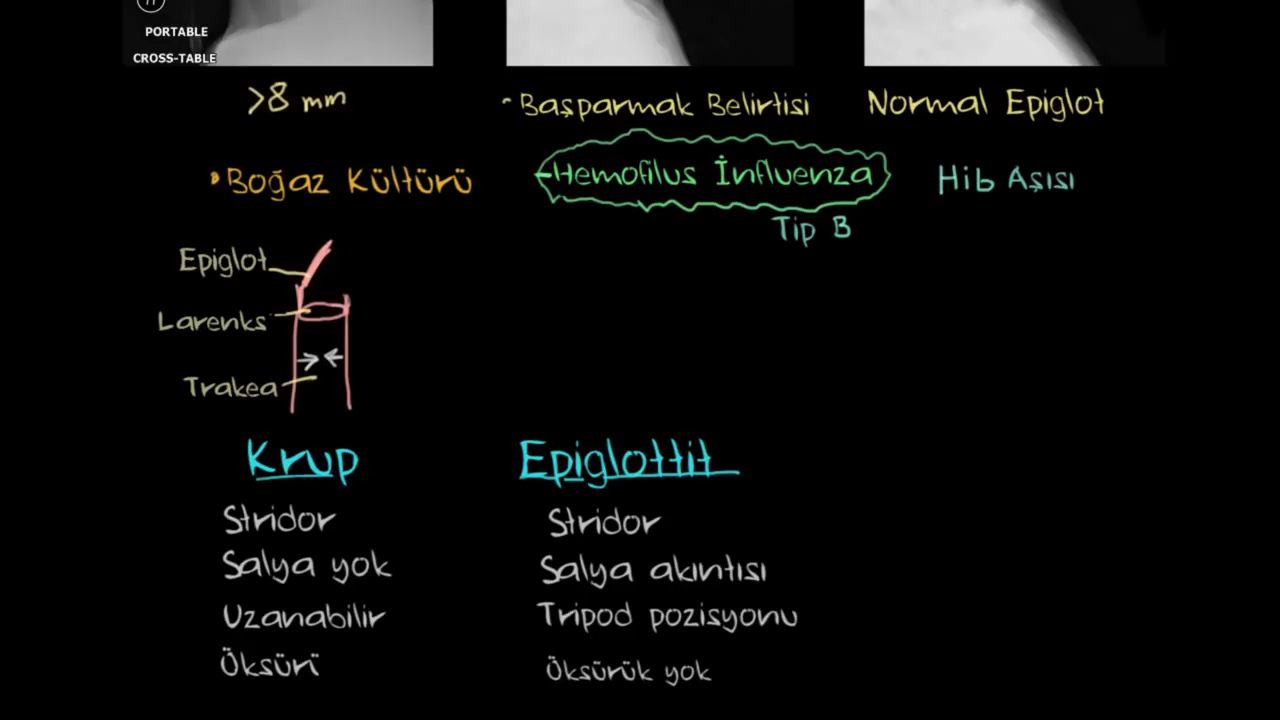 PORTABLE
CROSS-TABLE
>8 mm
Başparmak Belirtisi
Normal Epiglot
Boğaz Kültürü
Hemofilus İnfluenza
Hib Aşısı
Tip B
Epiglot
Larenks
Trakea
Krup
Epiglottit
Stridor
Stridor
Salya yok
Salya akıntısı
Uzanabilir
Tripod pozisyonu
Öksürü
Öksürük yok